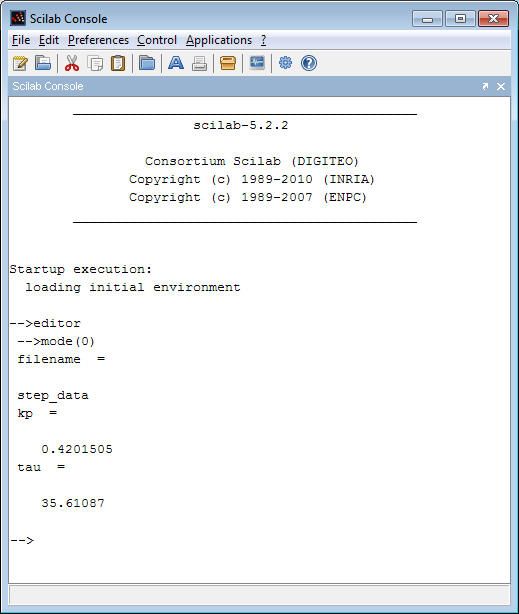 Scilab Console
File Edit Preferences Control Applications ?
Scilab Console
scilab-5.2.2
Consortium Scilab (DIGITEO)
Copyright (c) 1989-2010 (INRIA)
Copyright (c) 1989-2007 (ENPC)
Startup execution:
loading initial environment
-->editor
-->mode(0)
filename =
step_data
kp =
0.4201505
tau =
35.61087
-->